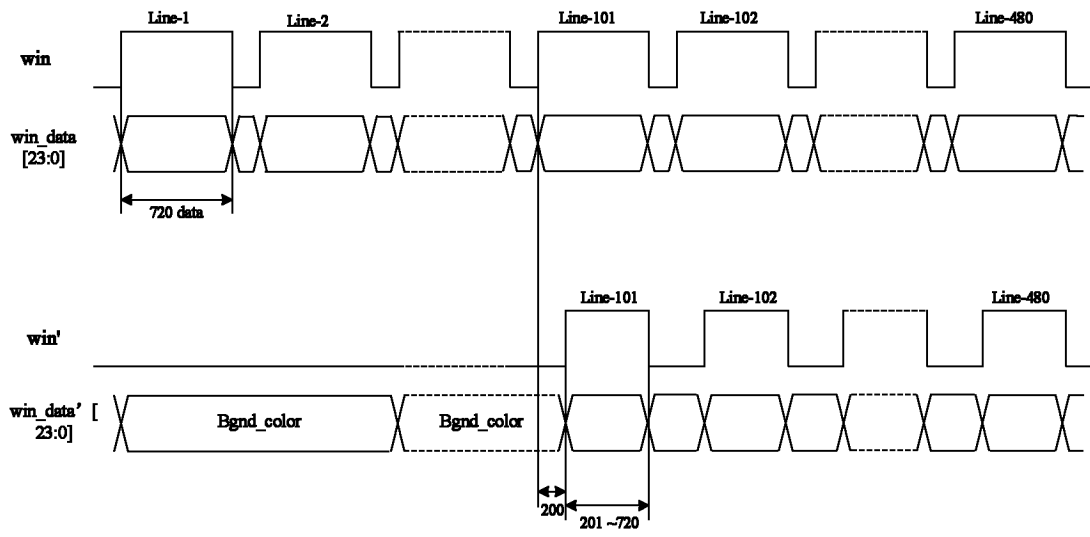 Line-1
Line-2
Line-101
Line-102
Line-480
win
win_data
[23:0]
720 data
Line-101
Line-102
Line-480
win'
win_data' [
23:0]
Bgnd_color
Bgnd_color
200
201 ~720